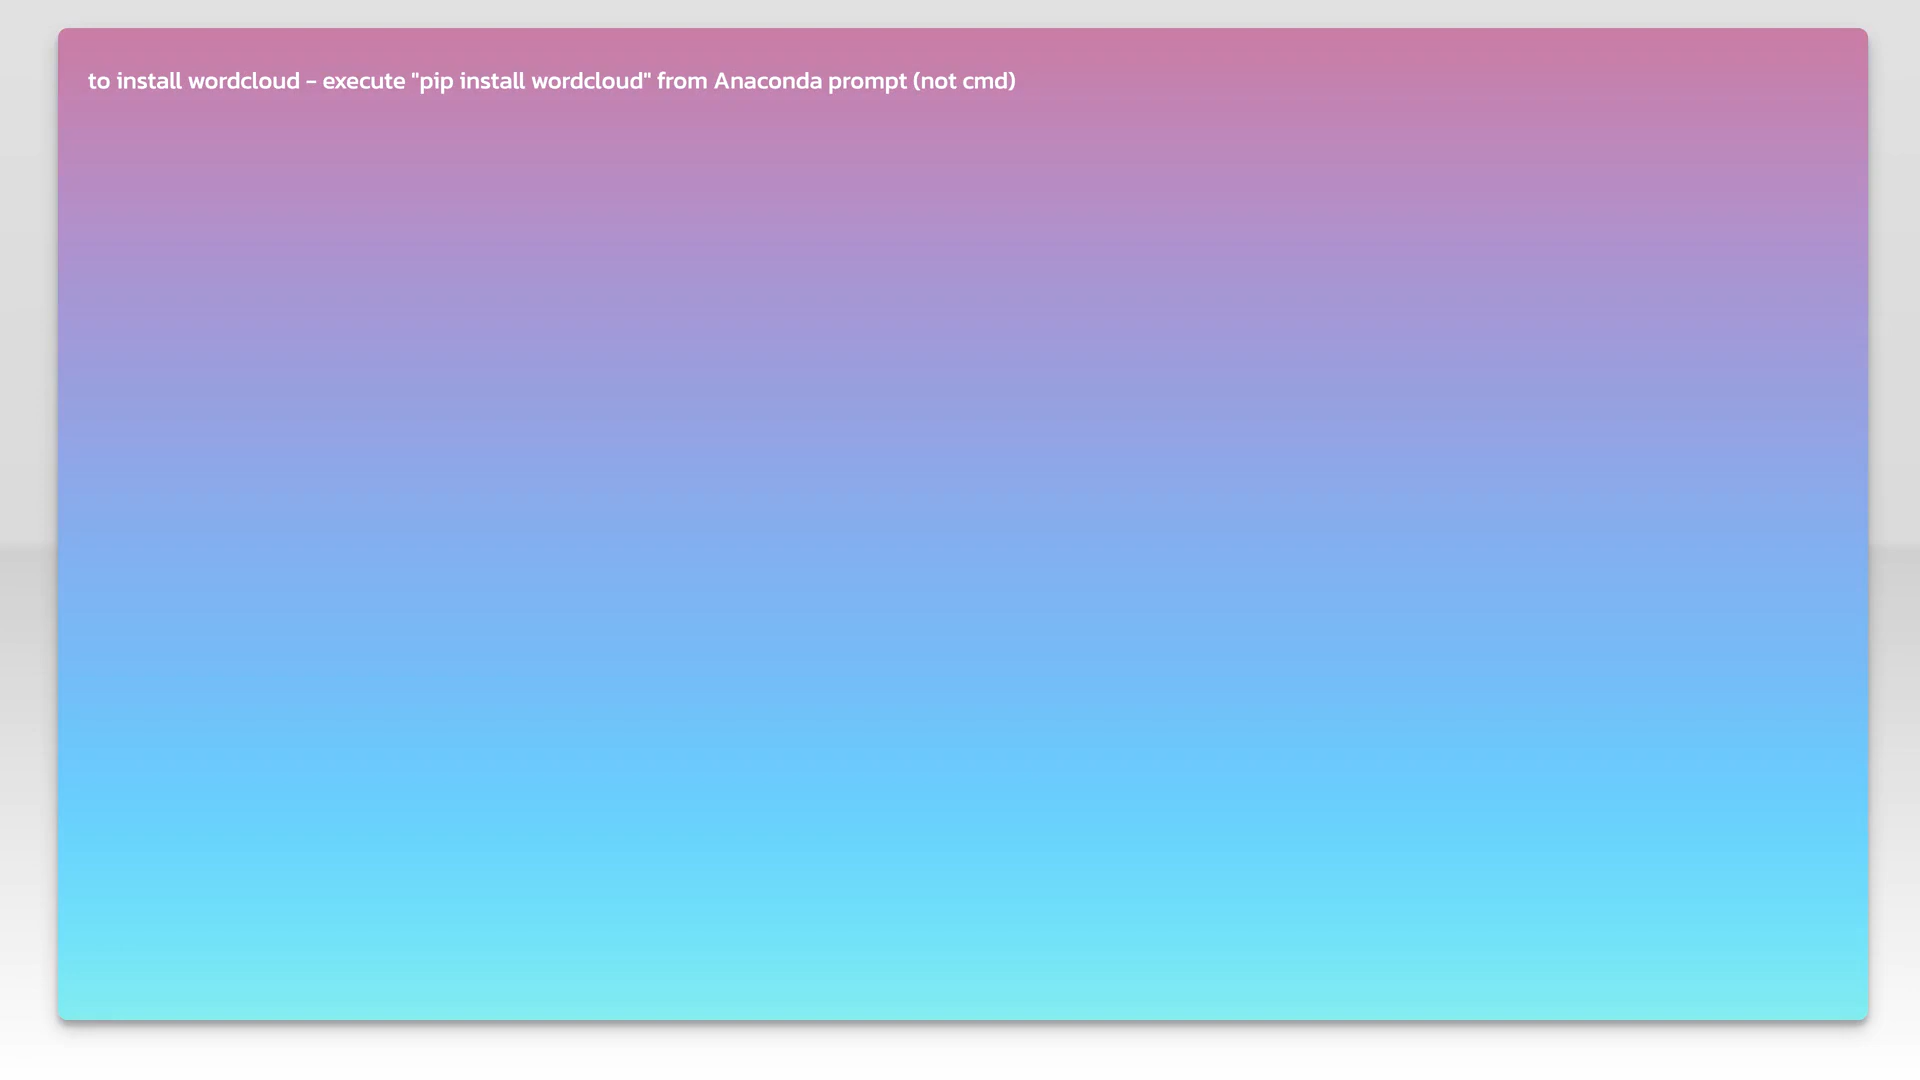 to install wordcloud – execute "pip install wordcloud" from Anaconda prompt (not cmd)